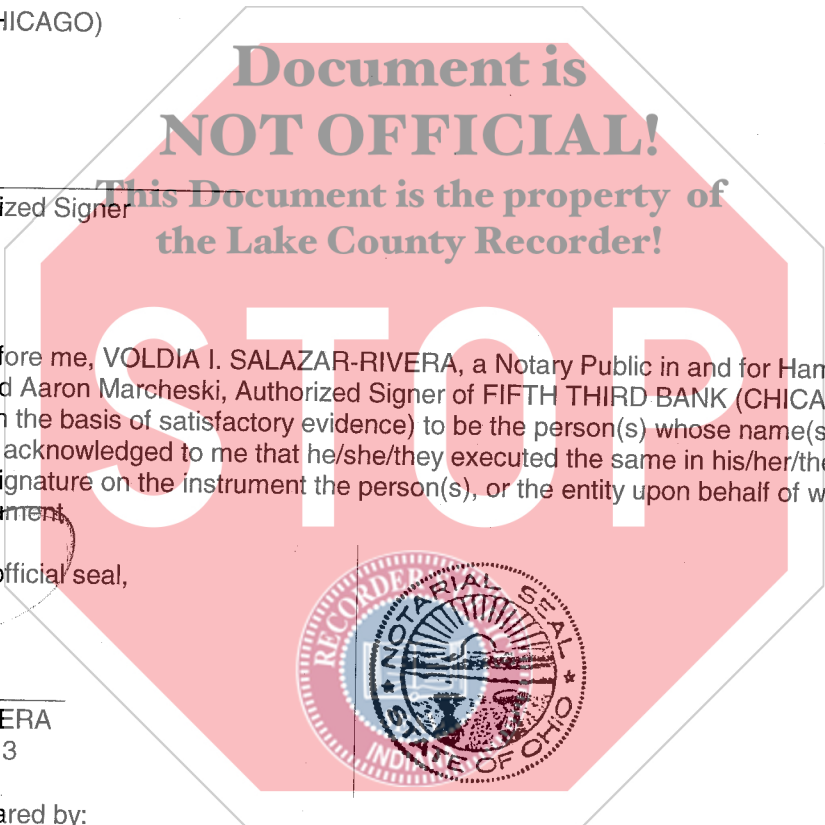 HICAGO)
Document is
NOT OFFICIAL!
This Document is the property of
ized Signer
the Lake County Recorder!
STOP
fore me, VOLDIA I. SALAZAR-RIVERA, a Notary Public in and for Ham
d Aaron Marcheski, Authorized Signer of FIFTH THIRD BANK (CHICA
n the basis of satisfactory evidence) to be the person(s) whose name(s
acknowledged to me that he/she/they executed the same in his/her/the
ignature on the instrument the person(s), or the entity upon behalf of w
ment.
official seal,
RECORDER
NOTARIAL SEAL
STATE OF OHIO
INDIANA
ERA
3
ared by: